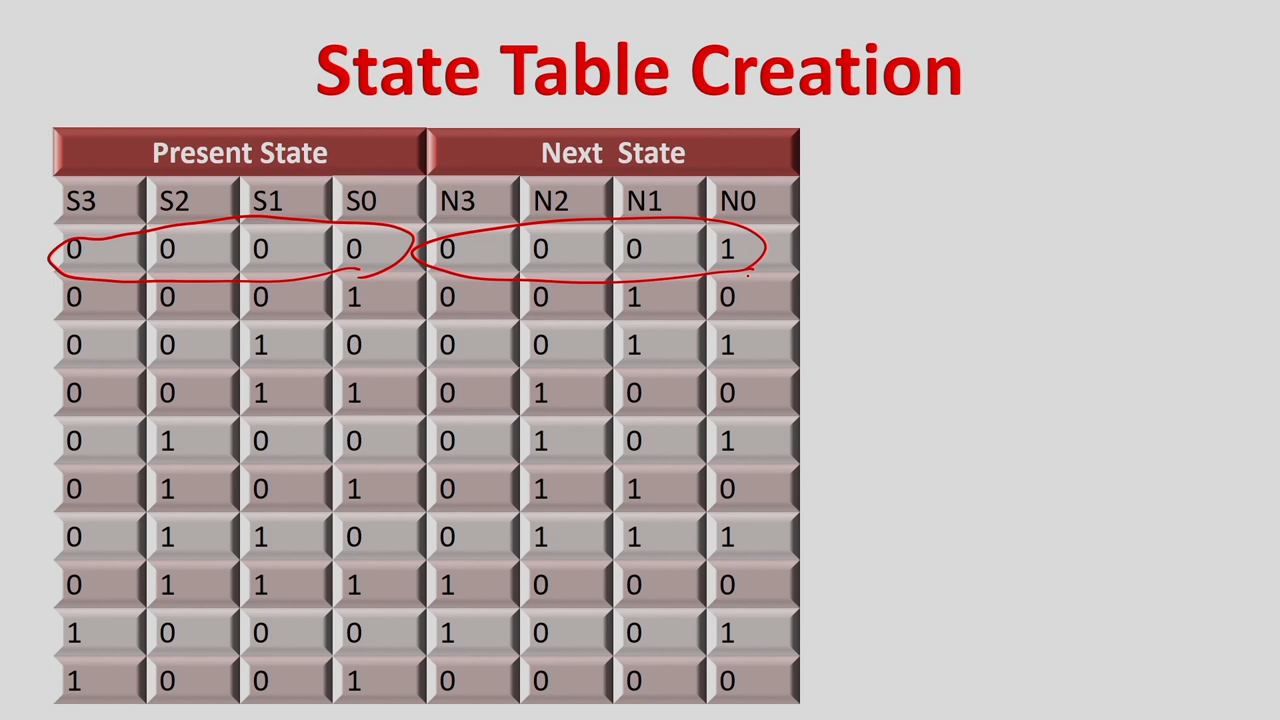 State Table Creation
Present State Next State
S3 S2 S1 S0 N3 N2 N1 N0
0 0 0 0 0 0 0 1
0 0 0 1 0 0 1 0
0 0 1 0 0 0 1 1
0 0 1 1 0 1 0 0
0 1 0 0 0 1 0 1
0 1 0 1 0 1 1 0
0 1 1 0 0 1 1 1
0 1 1 1 1 0 0 0
1 0 0 0 1 0 0 1
1 0 0 1 0 0 0 0